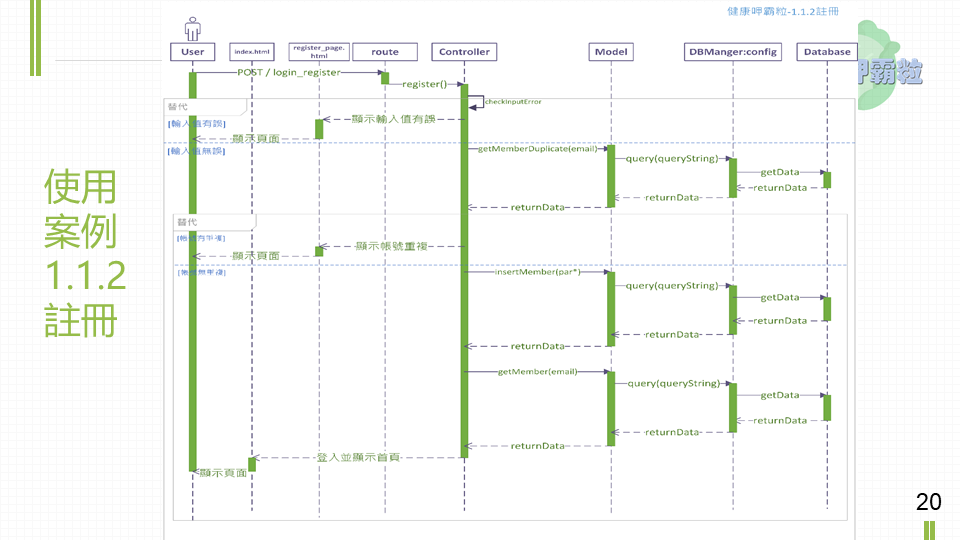 健康呷霸粒-1.1.2註冊
呷霸粒
使用
案例
1.1.2
註冊
User
index.html
register_page.
html
route
Controller
Model
DBManger:config
Database
POST / login_register
register()
checkInputError
替代
[輸入值有誤]
顯示輸入值有誤
顯示頁面
[輸入值無誤]
getMemberDuplicate(email)
query(queryString)
getData
returnData
returnData
returnData
替代
[帳號有重複]
顯示帳號重複
顯示頁面
[帳號無重複]
insertMember(par*)
query(queryString)
getData
returnData
returnData
returnData
getMember(email)
query(queryString)
getData
returnData
returnData
returnData
登入並顯示首頁
顯示頁面
20